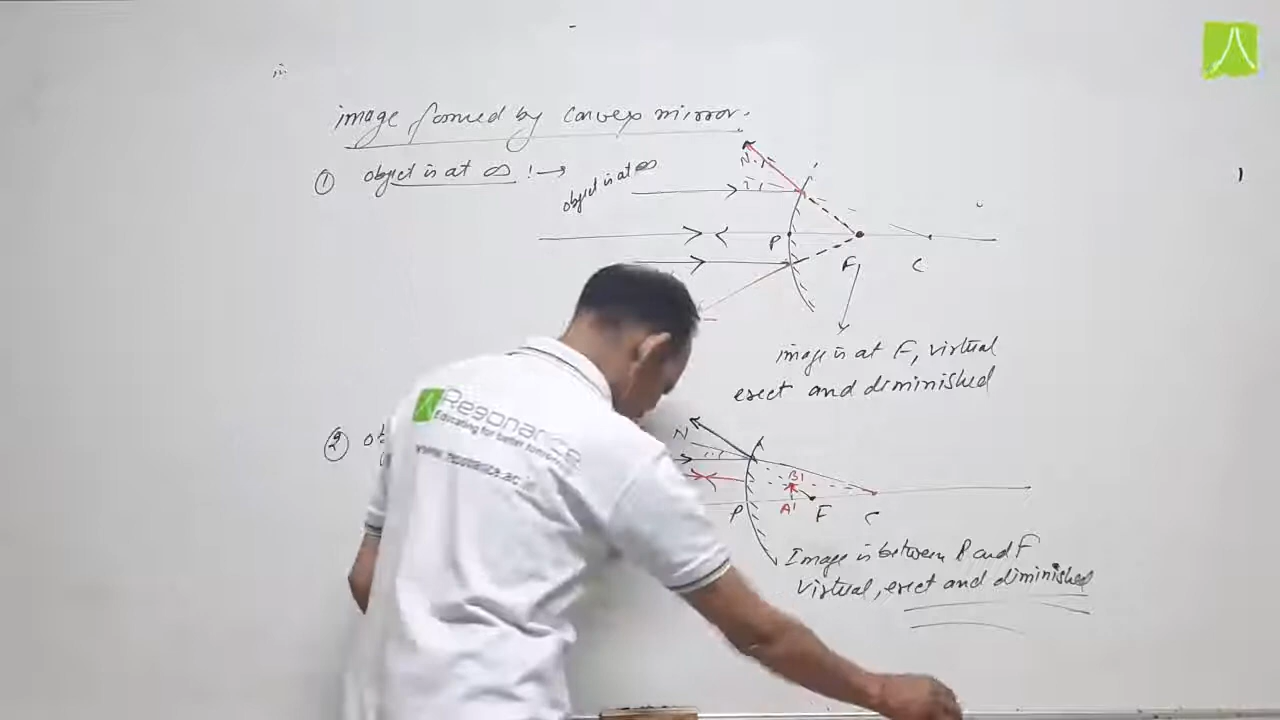 image formed by convex mirror.
① object is at ∞ !→
object is at ∞
N
P
F
C
image is at F, virtual
erect and diminished
Resonance
Educating for better tomorrow
② ob
N
B'
A'
P
F
C
Image is between P and F
Virtual, erect and diminished